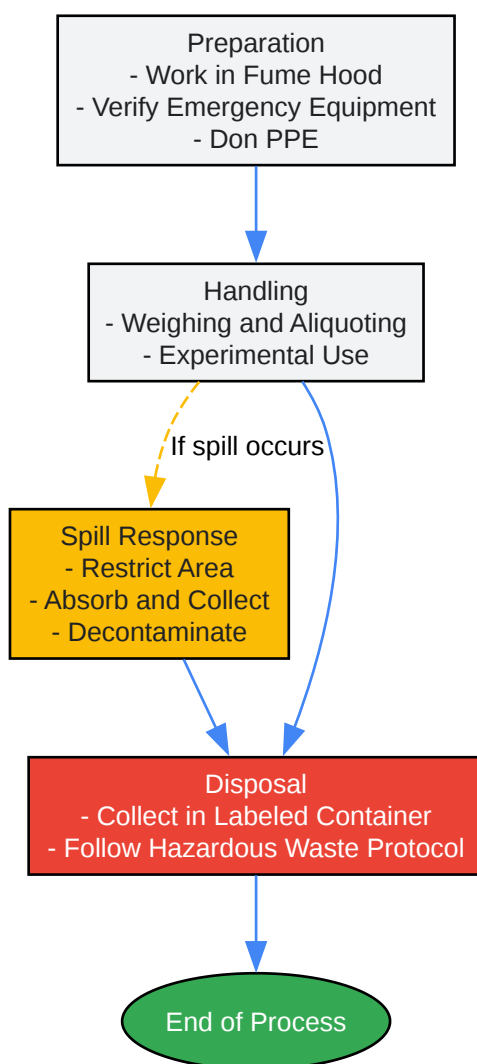 Preparation
- Work in Fume Hood
- Verify Emergency Equipment
- Don PPE
Handling
- Weighing and Aliquoting
- Experimental Use
If spill occurs
Spill Response
- Restrict Area
- Absorb and Collect
- Decontaminate
Disposal
- Collect in Labeled Container
- Follow Hazardous Waste Protocol
End of Process